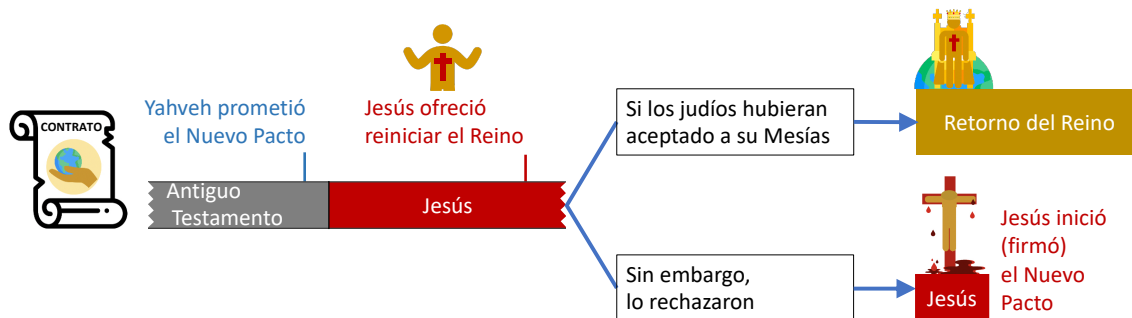 CONTRATO
Yahveh prometió
el Nuevo Pacto
Jesús ofreció
reiniciar el Reino
Antiguo
Testamento
Jesús
Si los judíos hubieran
aceptado a su Mesías
Retorno del Reino
Sin embargo,
lo rechazaron
Jesús
Jesús inició
(firmó)
el Nuevo
Pacto